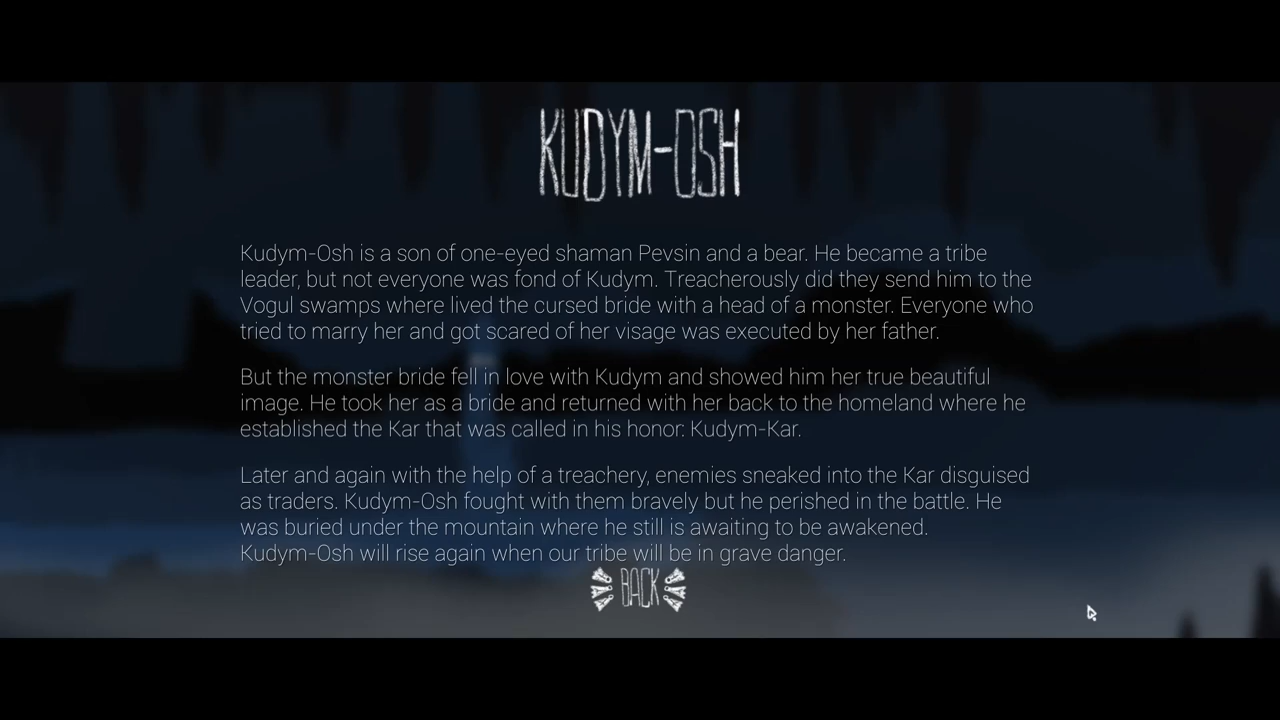 KUDYM-OSH
Kudym-Osh is a son of one-eyed shaman Pevsin and a bear. He became a tribe
leader, but not everyone was fond of Kudym. Treacherously did they send him to the
Vogul swamps where lived the cursed bride with a head of a monster. Everyone who
tried to marry her and got scared of her visage was executed by her father.
But the monster bride fell in love with Kudym and showed him her true beautiful
image. He took her as a bride and returned with her back to the homeland where he
established the Kar that was called in his honor: Kudym-Kar.
Later and again with the help of a treachery, enemies sneaked into the Kar disguised
as traders. Kudym-Osh fought with them bravely but he perished in the battle. He
was buried under the mountain where he still is awaiting to be awakened.
Kudym-Osh will rise again when our tribe will be in grave danger.
BACK